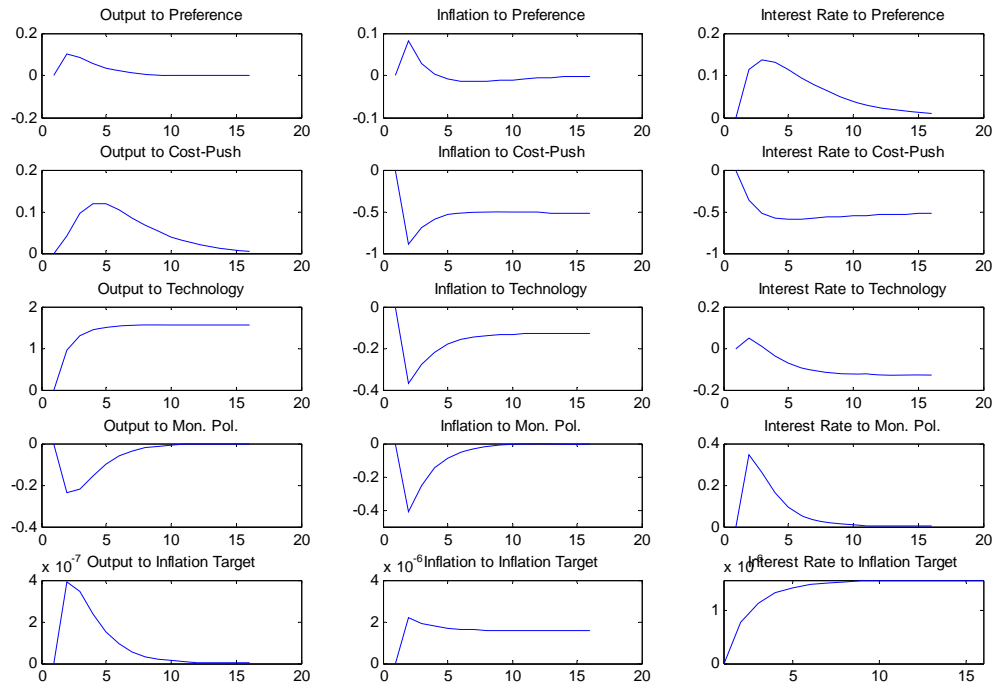 Output to Preference
0.2
0
-0.2
0 5 10 15 20
Inflation to Preference
0.1
0
-0.1
0 5 10 15 20
Interest Rate to Preference
0.2
0.1
0
0 5 10 15 20
Output to Cost-Push
0.2
0.1
0
0 5 10 15 20
Inflation to Cost-Push
0
-0.5
-1
0 5 10 15 20
Interest Rate to Cost-Push
0
-0.5
-1
0 5 10 15 20
Output to Technology
2
1
0
0 5 10 15 20
Inflation to Technology
0
-0.2
-0.4
0 5 10 15 20
Interest Rate to Technology
0.2
0
-0.2
0 5 10 15 20
Output to Mon. Pol.
0
-0.2
-0.4
0 5 10 15 20
Inflation to Mon. Pol.
0
-0.2
-0.4
0 5 10 15 20
Interest Rate to Mon. Pol.
0.4
0.2
0
0 5 10 15 20
x 10-7
Output to Inflation Target
4
2
0
0 5 10 15 20
x 10-6
Inflation to Inflation Target
4
2
0
0 5 10 15 20
x 10-6
Interest Rate to Inflation Target
1
0
5 10 15